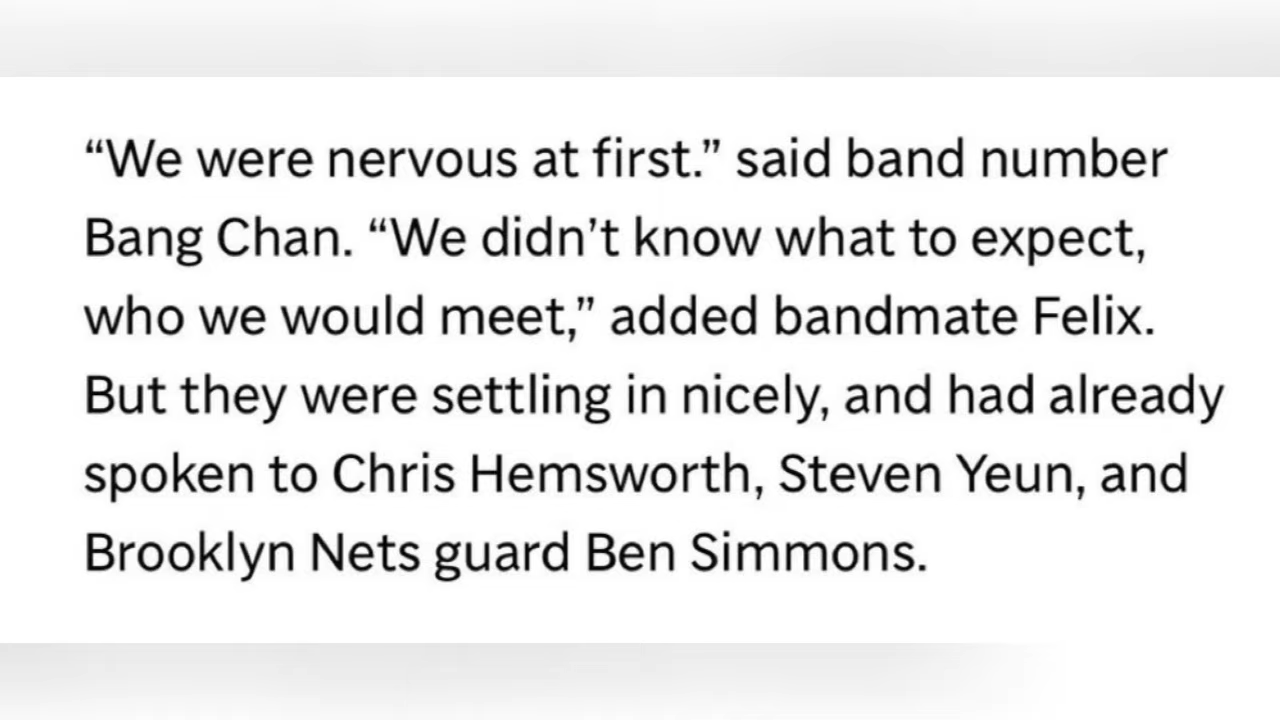 “We were nervous at first.” said band number
Bang Chan. “We didn’t know what to expect,
who we would meet,” added bandmate Felix.
But they were settling in nicely, and had already
spoken to Chris Hemsworth, Steven Yeun, and
Brooklyn Nets guard Ben Simmons.